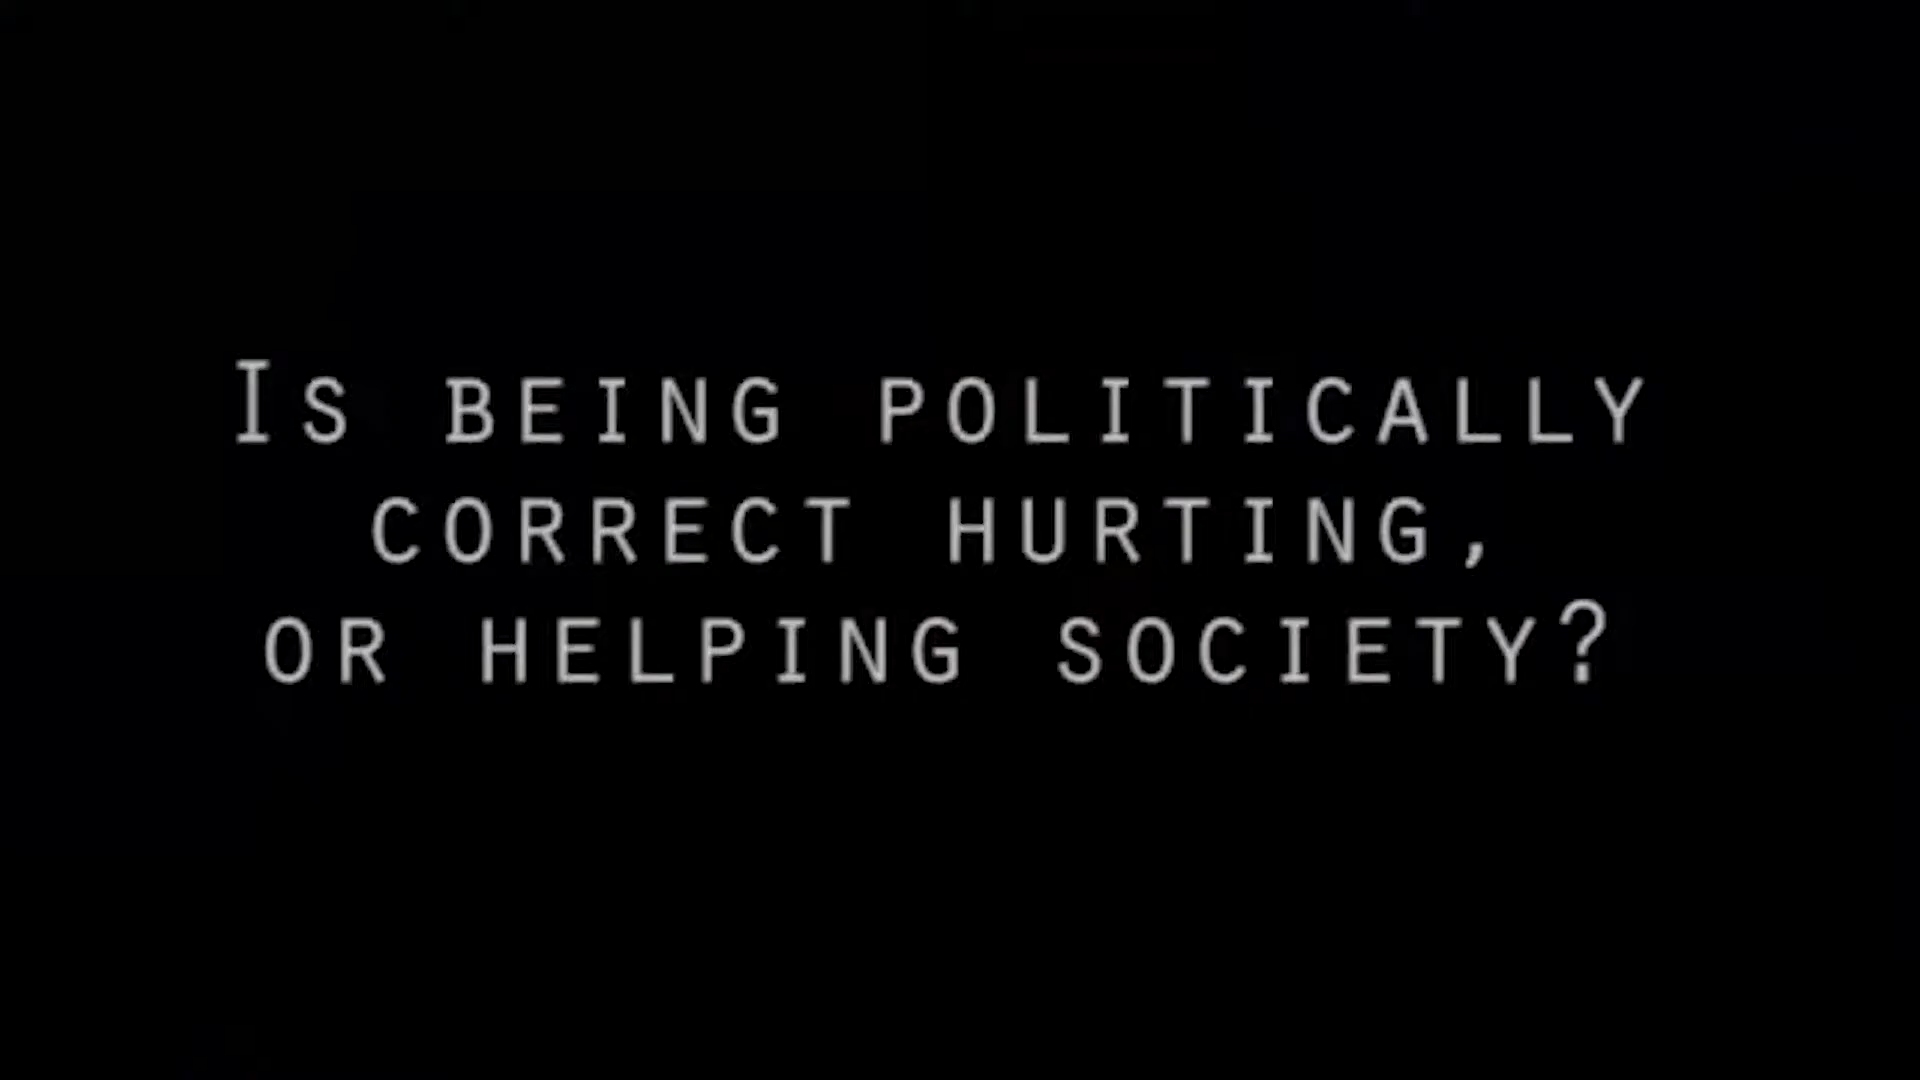 Is being politically
correct hurting,
or helping society?